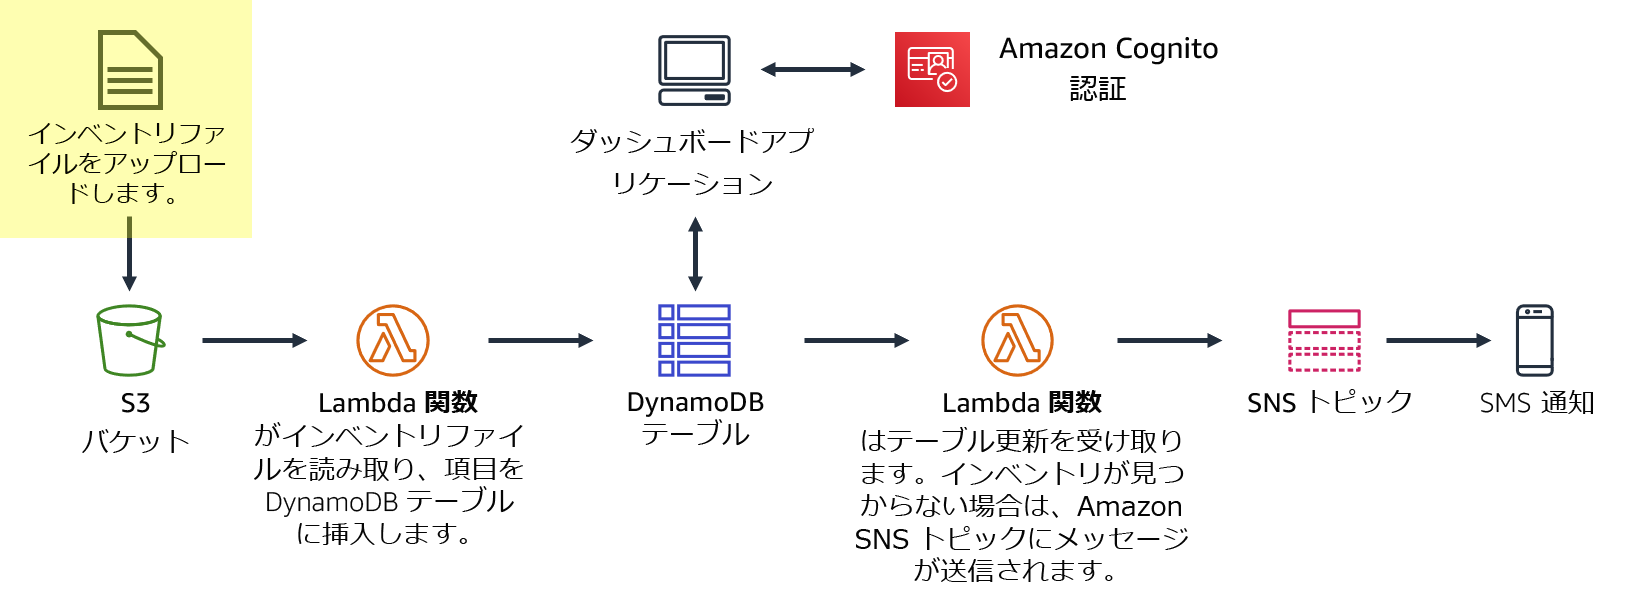 インベントリファ
イルをアップロー
ドします。
ダッシュボードアプ
リケーション
Amazon Cognito
認証
S3
バケット
Lambda 関数
がインベントリファイ
ルを読み取り、項目を
DynamoDB テーブル
に挿入します。
DynamoDB
テーブル
Lambda 関数
はテーブル更新を受け取り
ます。インベントリが見つ
からない場合は、Amazon
SNS トピックにメッセージ
が送信されます。
SNS トピック
SMS 通知